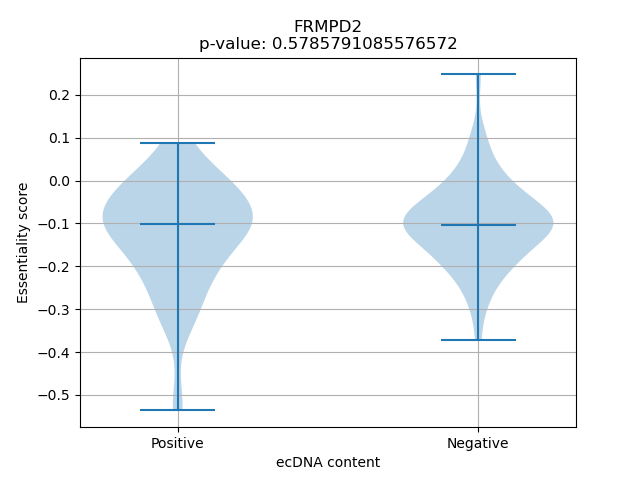 FRMPD2
p-value: 0.5785791085576572
Essentiality score
0.2
0.1
0.0
−0.1
−0.2
−0.3
−0.4
−0.5
Positive
Negative
ecDNA content